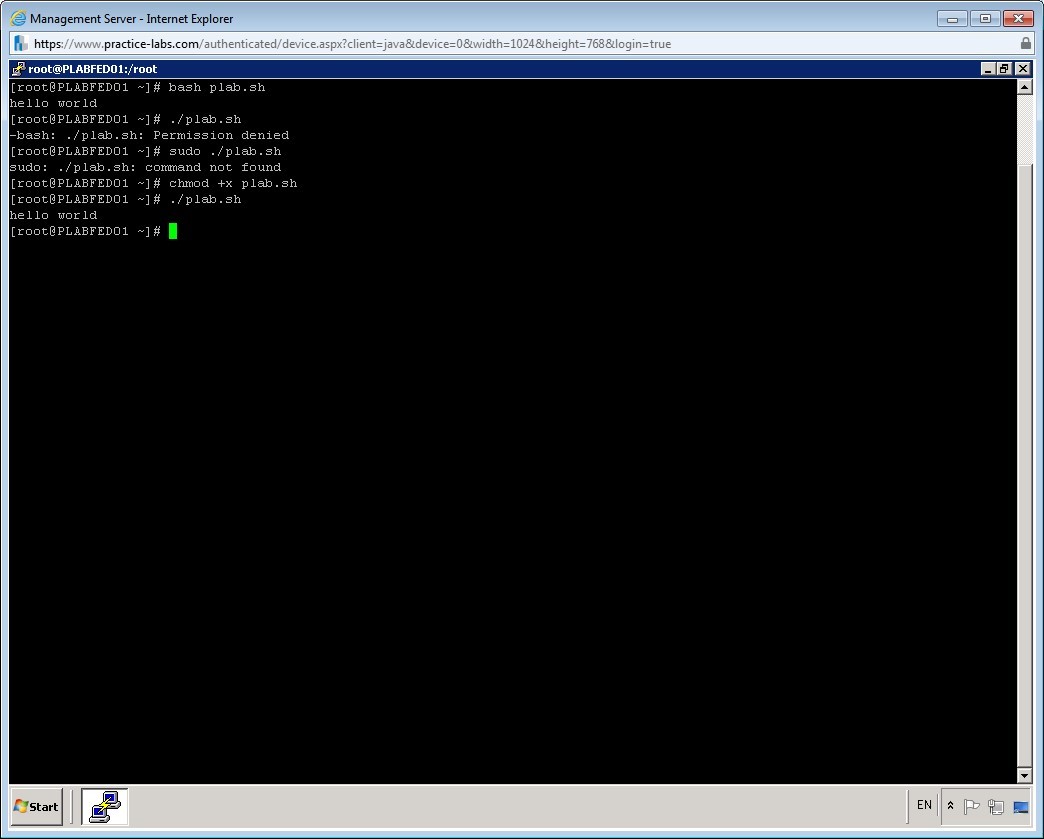 Management Server - Internet Explorer
https://www.practice-labs.com/authenticated/device.aspx?client=java&device=0&width=1024&height=768&login=true
root@PLABFED01:/root
[root@PLABFED01 ~]# bash plab.sh
hello world
[root@PLABFED01 ~]# ./plab.sh
-bash: ./plab.sh: Permission denied
[root@PLABFED01 ~]# sudo ./plab.sh
sudo: ./plab.sh: command not found
[root@PLABFED01 ~]# chmod +x plab.sh
[root@PLABFED01 ~]# ./plab.sh
hello world
[root@PLABFED01 ~]#
Start
EN